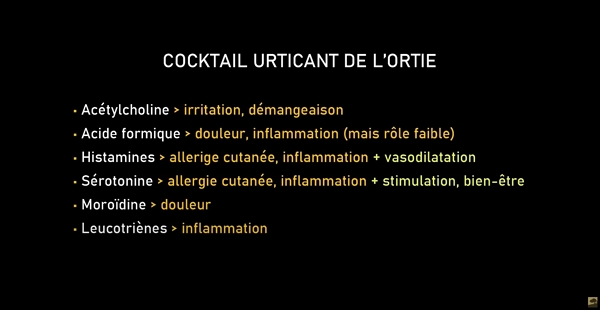 COCKTAIL URTICANT DE L'ORTIE
• Acétylcholine > irritation, démangeaison
• Acide formique > douleur, inflammation (mais rôle faible)
• Histamines > allerige cutanée, inflammation + vasodilatation
• Sérotonine > allergie cutanée, inflammation + stimulation, bien-être
• Moroïdine > douleur
• Leucotriènes > inflammation